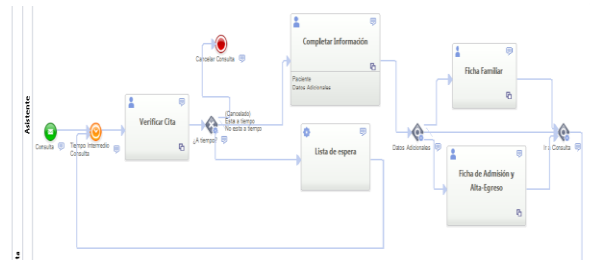 Asistente
ta
Consulta
Tiempo Intermedio
Consulta
Verificar Cita
Cancelar Consulta
(Cancelado)
Esta a tiempo
No esta a tiempo
¿A tiempo?
Completar Información
Paciente
Datos Adicionales
Lista de espera
Datos Adicionales
Ficha Familiar
Ficha de Admisión y
Alta-Egreso
Ir a Consulta